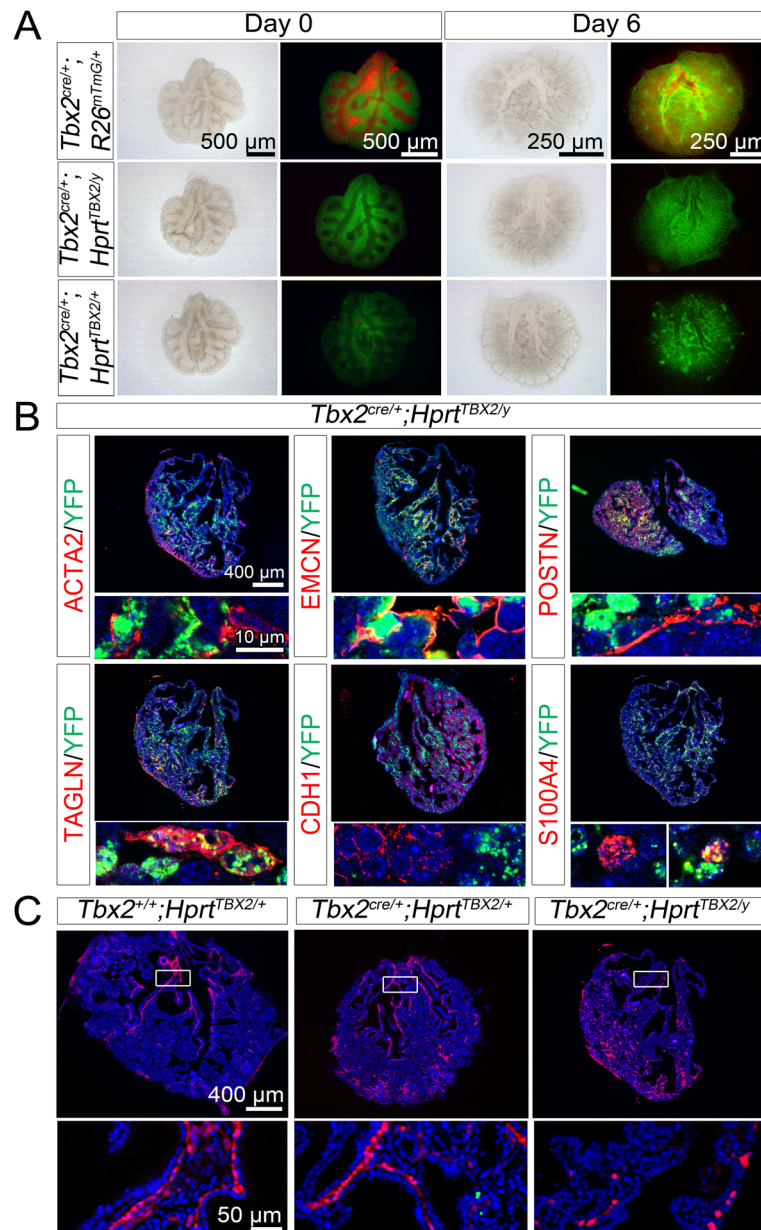 A
Day 0
Day 6
Tbx2cre/+;
R26mTmG/+
500 µm
500 µm
250 µm
250 µm
Tbx2cre/+;
HprtTBX2/y
Tbx2cre/+;
HprtTBX2/+
B
Tbx2cre/+;HprtTBX2/y
ACTA2/YFP
400 µm
10 µm
EMCN/YFP
POSTN/YFP
TAGLN/YFP
CDH1/YFP
S100A4/YFP
C
Tbx2+/+;HprtTBX2/+
Tbx2cre/+;HprtTBX2/+
Tbx2cre/+;HprtTBX2/y
400 µm
50 µm